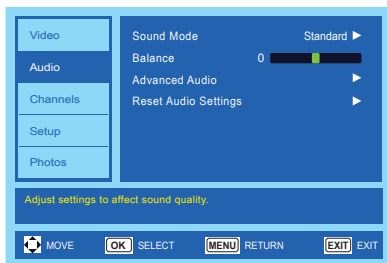 Video
Audio
Channels
Setup
Photos
Sound Mode Standard
Balance 0
Advanced Audio
Reset Audio Settings
Adjust settings to affect sound quality.
MOVE OK SELECT MENU RETURN EXIT EXIT